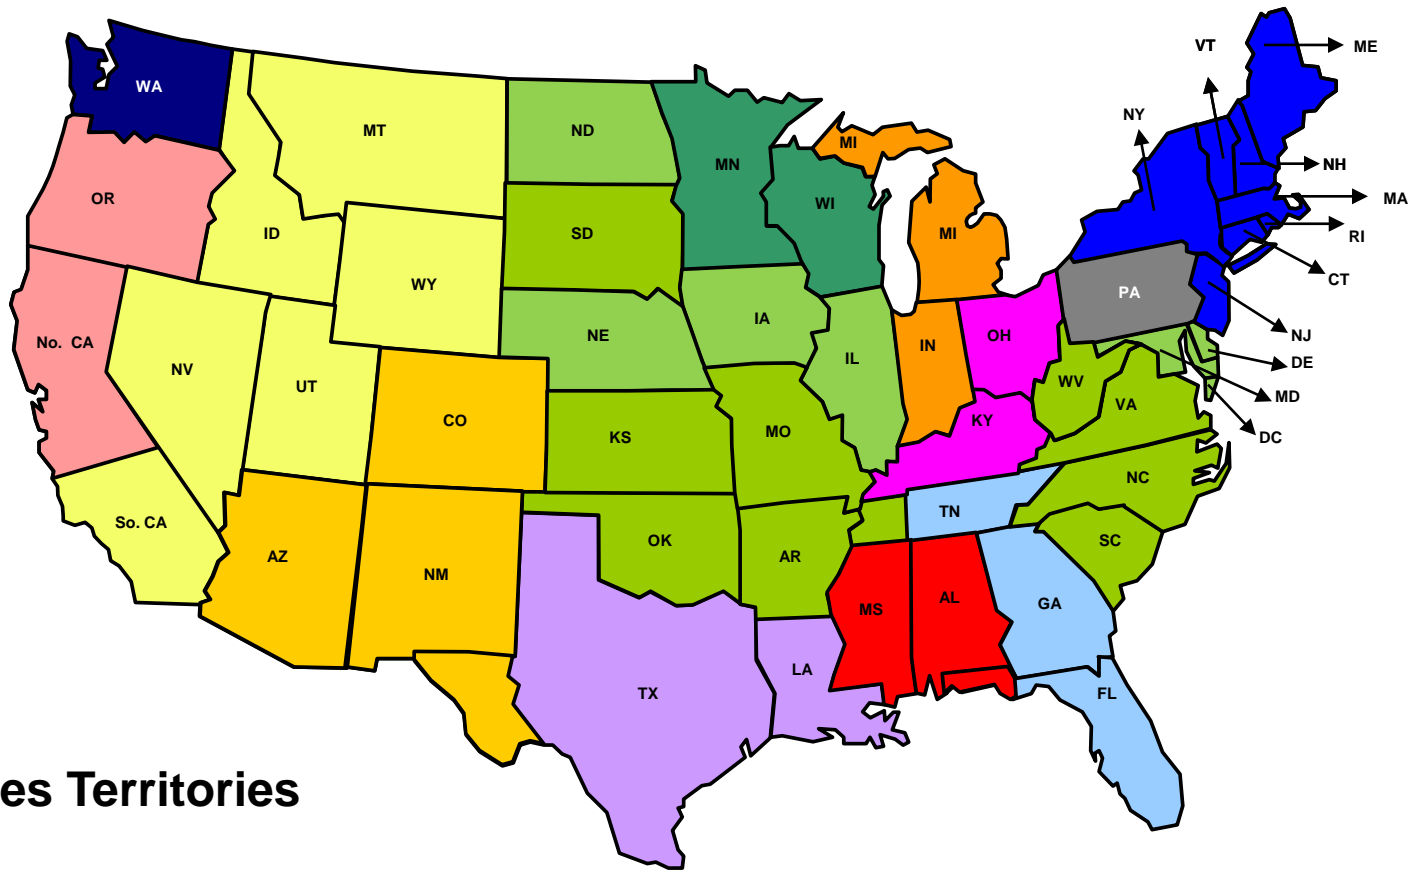 VT
ME
WA
NY
MT
ND
MI
MN
NH
OR
WI
MA
ID
SD
MI
RI
WY
CT
PA
IA
No. CA
NE
OH
NJ
IN
IL
DE
NV
UT
WV
MD
VA
CO
KY
KS
MO
DC
NC
TN
So. CA
OK
SC
AZ
AR
NM
AL
GA
MS
LA
TX
FL
es Territories